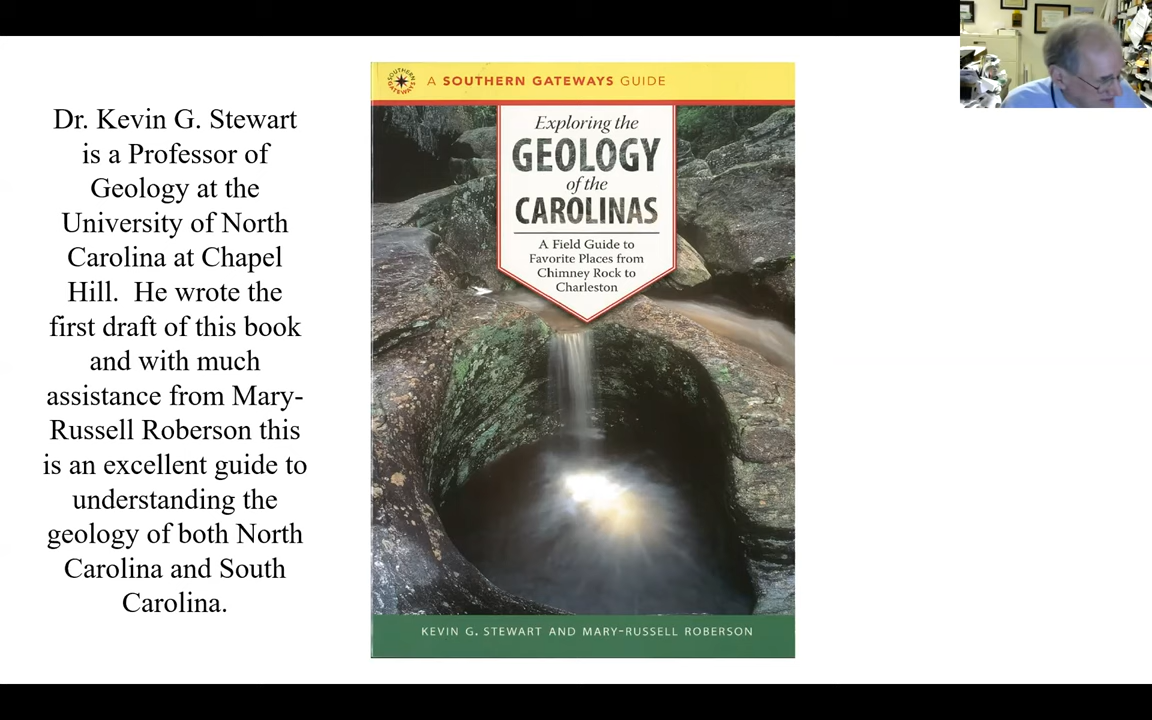 Dr. Kevin G. Stewart
is a Professor of
Geology at the
University of North
Carolina at Chapel
Hill.  He wrote the
first draft of this book
and with much
assistance from Mary-
Russell Roberson this
is an excellent guide to
understanding the
geology of both North
Carolina and South
Carolina.
SOUTHERN GATEWAYS
A SOUTHERN GATEWAYS GUIDE
Exploring the
GEOLOGY
of the
CAROLINAS
A Field Guide to
Favorite Places from
Chimney Rock to
Charleston
KEVIN G. STEWART AND MARY-RUSSELL ROBERSON